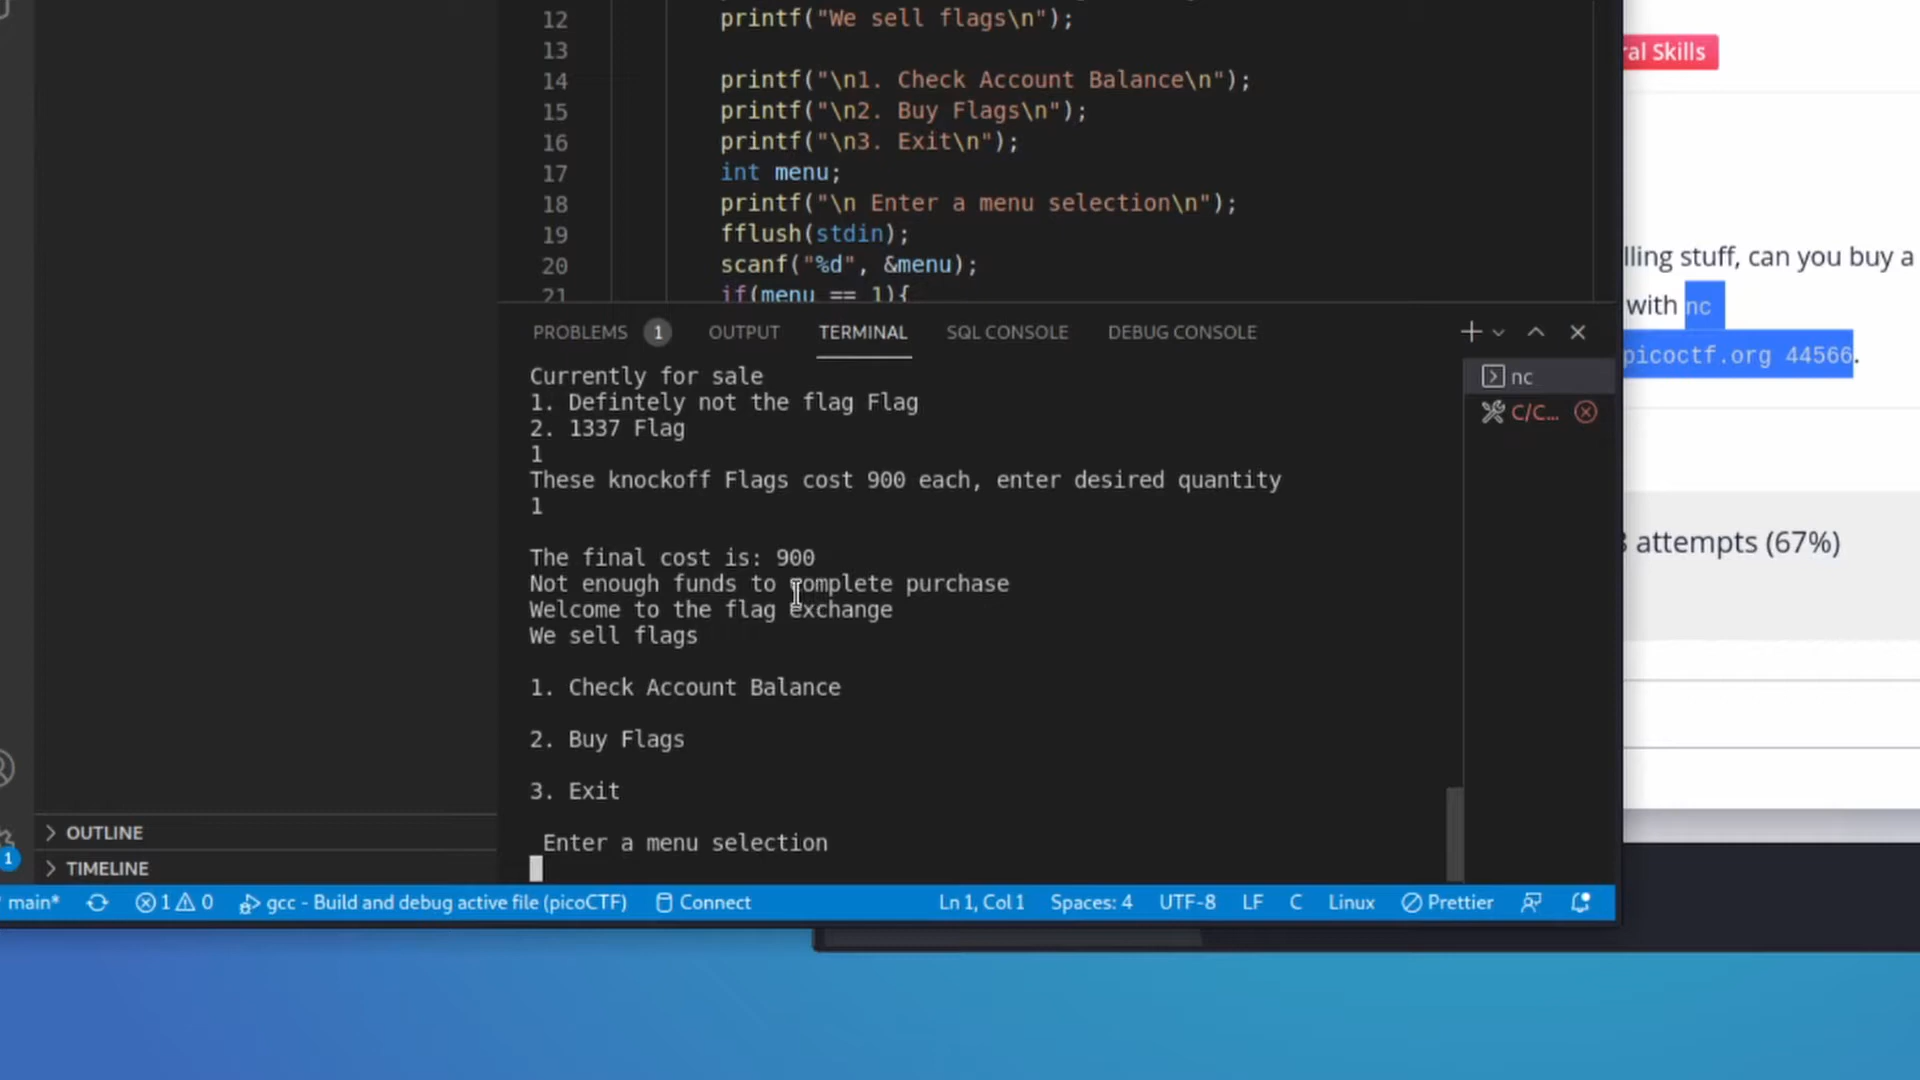 12 printf("We sell flags\n");
13
14 printf("\n1. Check Account Balance\n");
15 printf("\n2. Buy Flags\n");
16 printf("\n3. Exit\n");
17 int menu;
18 printf("\n Enter a menu selection\n");
19 fflush(stdin);
20 scanf("%d", &menu);
21 if(menu == 1){
PROBLEMS 1 OUTPUT TERMINAL SQL CONSOLE DEBUG CONSOLE
Currently for sale
1. Defintely not the flag Flag
2. 1337 Flag
1
These knockoff Flags cost 900 each, enter desired quantity
1
The final cost is: 900
Not enough funds to complete purchase
Welcome to the flag exchange
We sell flags
1. Check Account Balance
2. Buy Flags
3. Exit
Enter a menu selection
nc
C/C...
OUTLINE
TIMELINE
1
main* 1 0 gcc - Build and debug active file (picoCTF) Connect Ln 1, Col 1 Spaces: 4 UTF-8 LF C Linux Prettier
ral Skills
lling stuff, can you buy a
with nc
picoctf.org 44566.
attempts (67%)